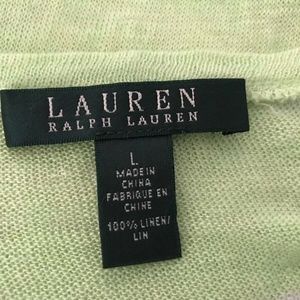 LAUREN
RALPH LAUREN
L
MADE IN
CHINA
FABRIQUE EN
CHINE
100% LINEN/
LIN